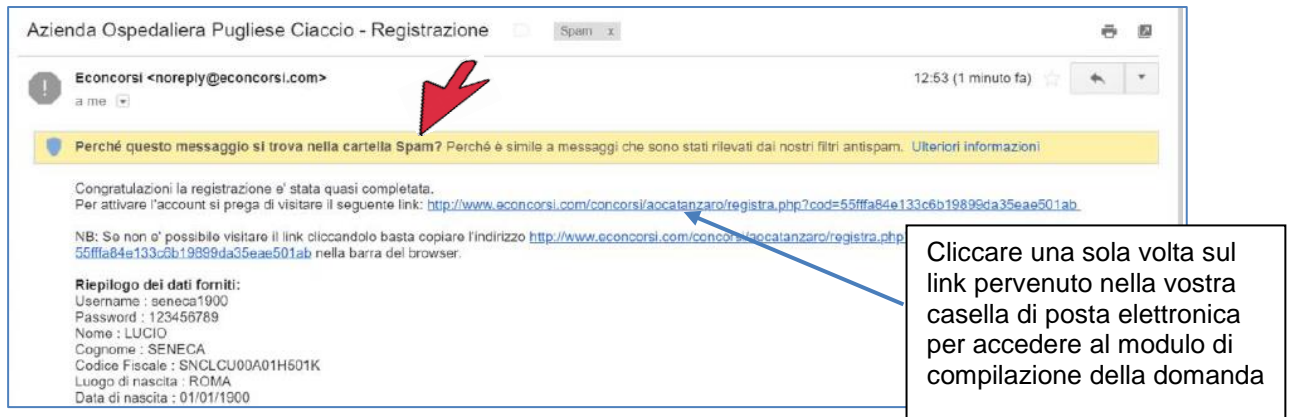 Azienda Ospedaliera Pugliese Ciaccio - Registrazione Spam x
Econcorsi <noreply@econcorsi.com> 12:53 (1 minuto fa)
a me
Perché questo messaggio si trova nella cartella Spam? Perchè è simile a messaggi che sono stati rilevati dai nostri filtri antispam. Ulteriori informazioni
Congratulazioni la registrazione e' stata quasi completata.
Per attivare l'account si prega di visitare il seguente link: http://www.econcorsi.com/concorsi/aocatanzaro/registra.php?cod=55fffa84e133c6b19899da35eae501ab
NB: Se non e' possibile visitare il link cliccandolo basta copiare l'indirizzo http://www.econcorsi.com/concorsi/aocatanzaro/registra.php
55fffa84e133c6b19899da35eae501ab nella barra del browser.
Riepilogo dei dati forniti:
Username : seneca1900
Password : 123456789
Nome : LUCIO
Cognome : SENECA
Codice Fiscale : SNCLCU00A01H501K
Luogo di nascita : ROMA
Data di nascita : 01/01/1900
Cliccare una sola volta sul
link pervenuto nella vostra
casella di posta elettronica
per accedere al modulo di
compilazione della domanda